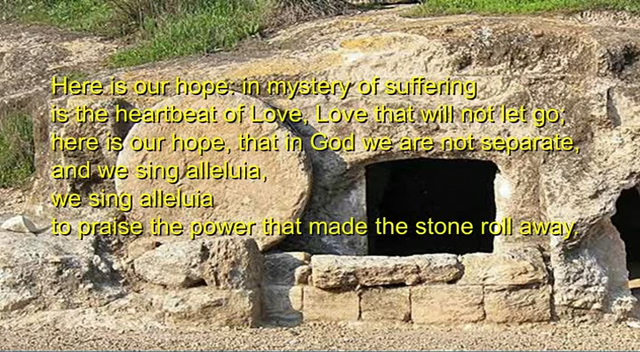 Here is our hope: in mystery of suffering
is the heartbeat of Love, Love that will not let go,
here is our hope, that in God we are not separate,
and we sing alleluia,
we sing alleluia
to praise the power that made the stone roll away.